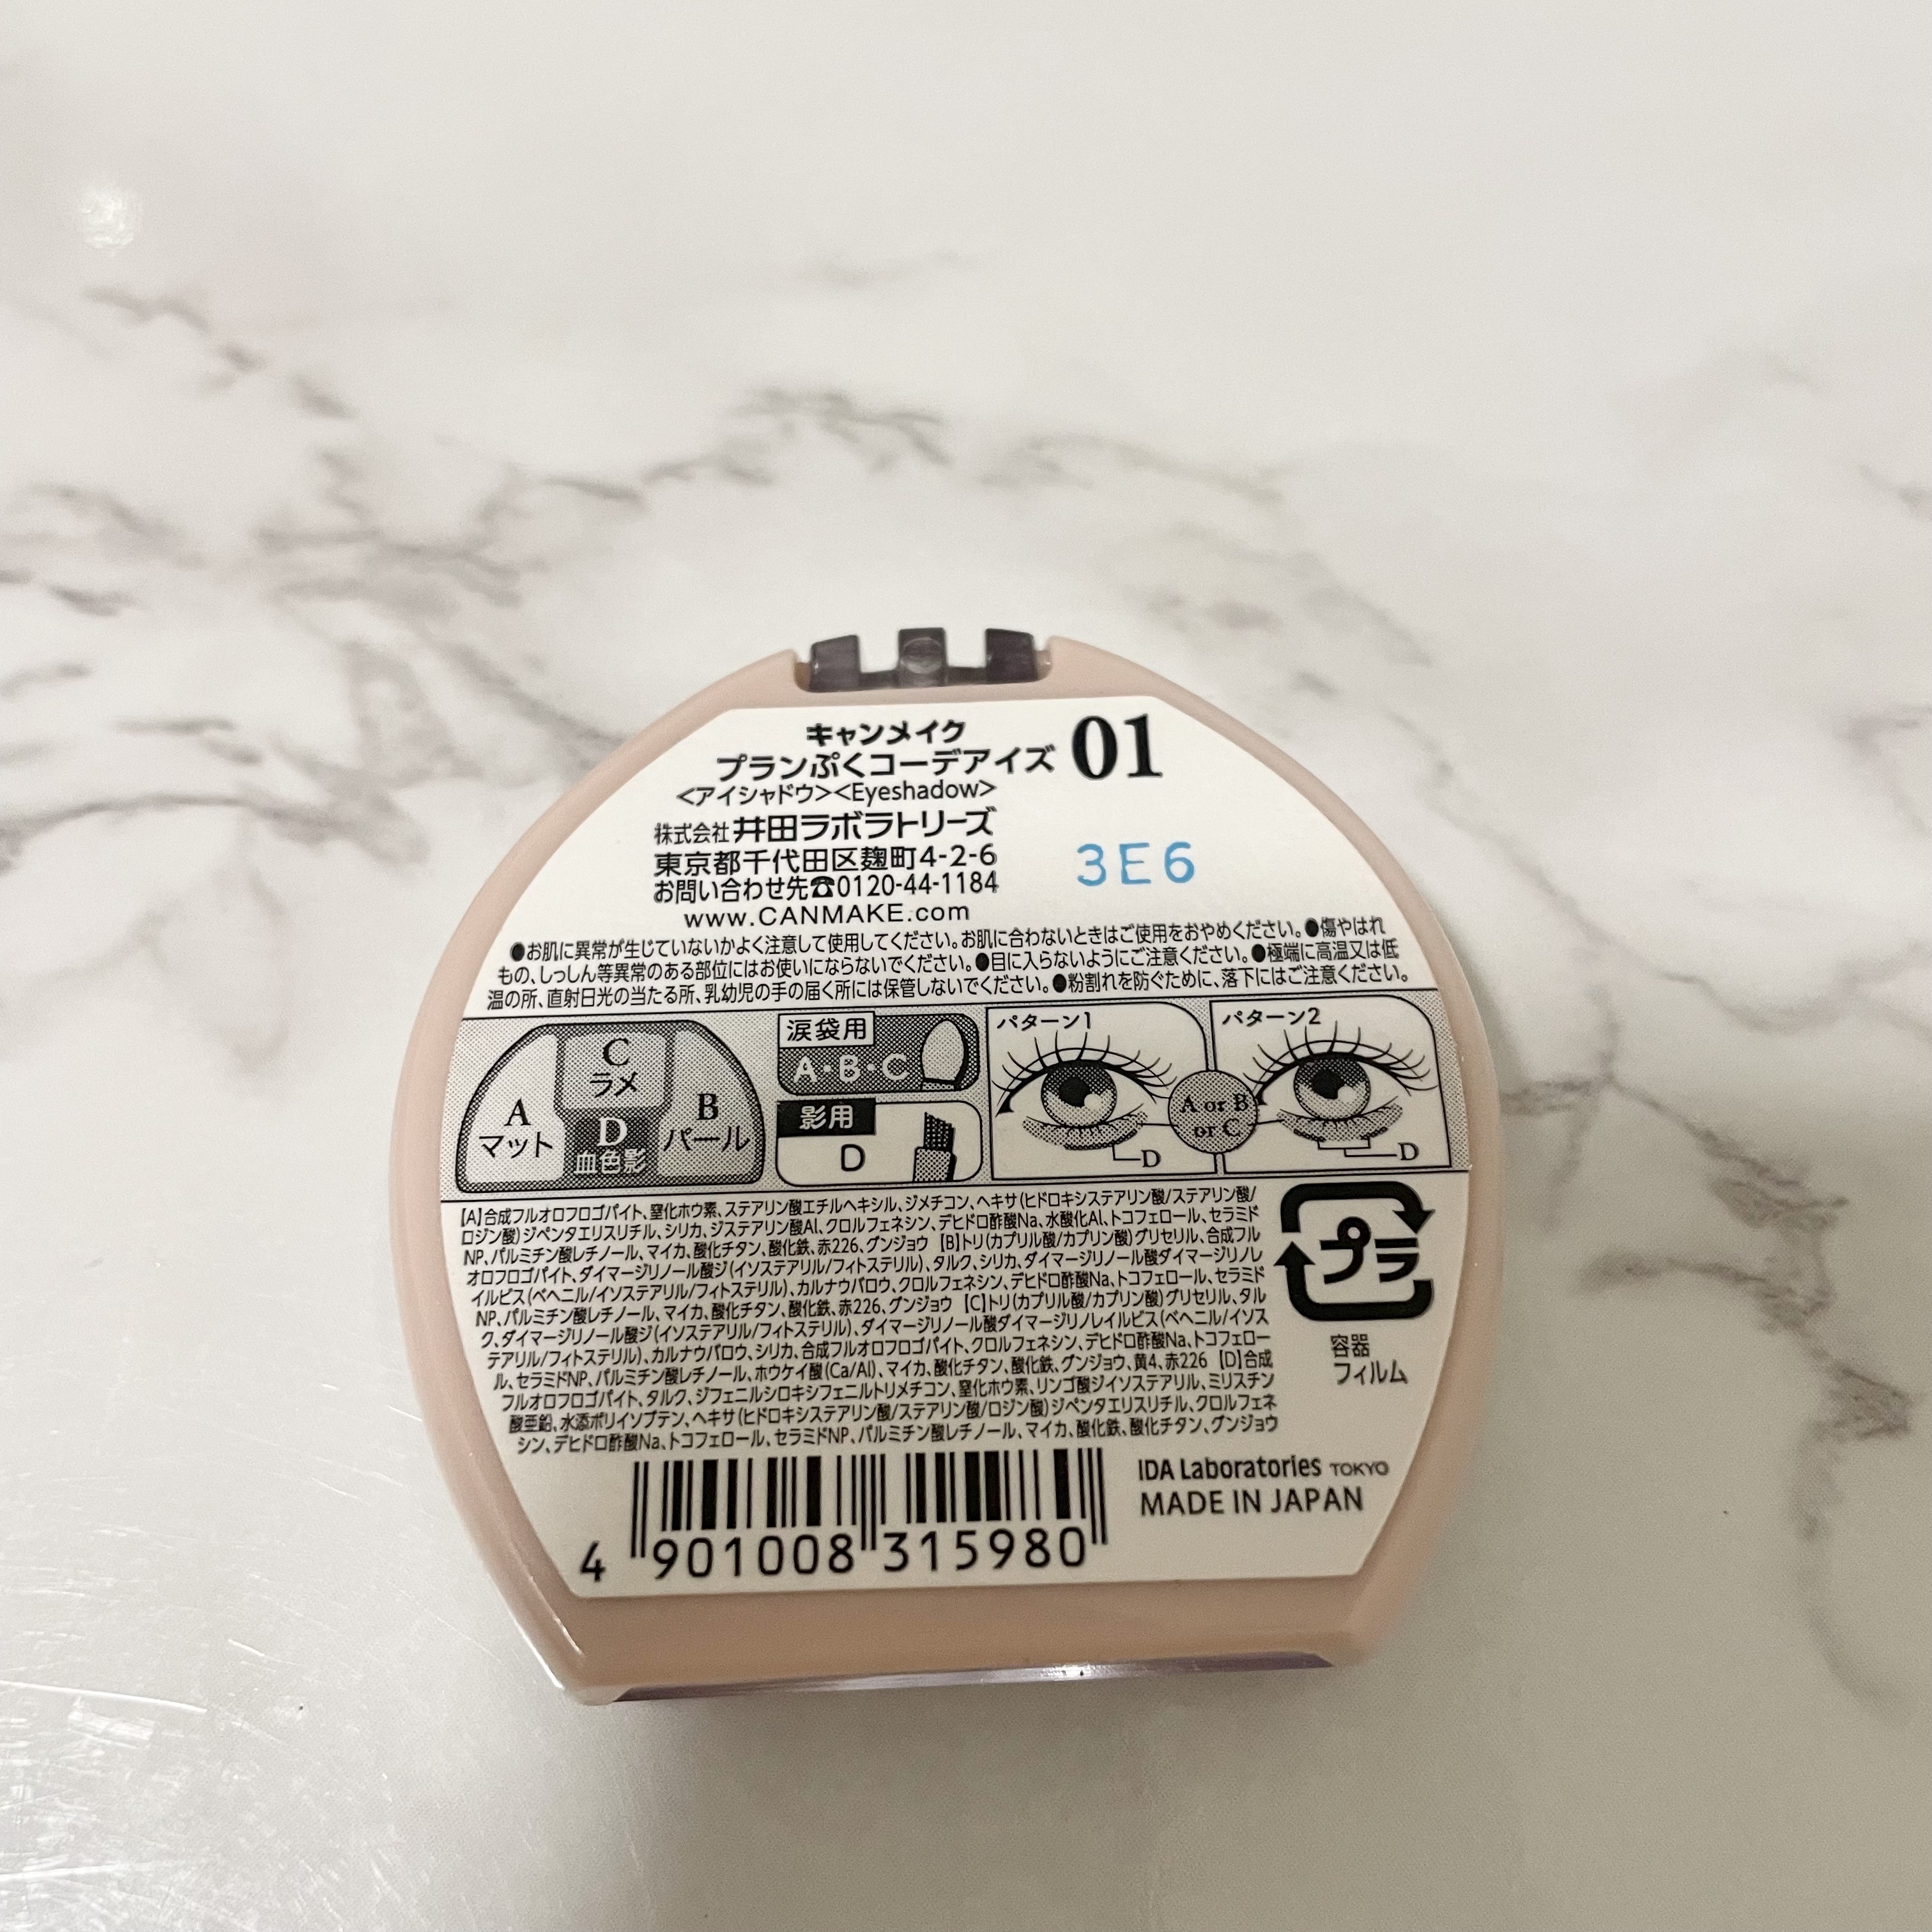 キャンメイク
プランぷくコーデアイズ 01
<アイシャドウ><Eyeshadow>
株式会社 井田ラボラトリーズ
東京都千代田区麹町4-2-6
お問い合わせ先☎0120-44-1184
www.CANMAKE.com
3E6
●お肌に異常が生じていないかよく注意して使用してください。お肌に合わないときはご使用をおやめください。●傷やはれ
もの、しっしん等異常のある部位にはお使いにならないでください。●目に入らないようにご注意ください。●極端に高温又は低
温の所、直射日光の当たる所、乳幼児の手の届く所には保管しないでください。●粉割れを防ぐために、落下にはご注意ください。
A
マット
C
ラメ
D
血色影
B
パール
涙袋用
A・B・C
影用
D
パターン1
D
A or B
or C
パターン2
D
【A】合成フルオロフロゴパイト、窒化ホウ素、ステアリン酸エチルヘキシル、ジメチコン、ヘキサ(ヒドロキシステアリン酸/ステアリン酸/
ロジン酸)ジペンタエリスリチル、シリカ、ジステアリン酸Al、クロルフェネシン、デヒドロ酢酸Na、水酸化Al、トコフェロール、セラミド
NP、パルミチン酸レチノール、マイカ、酸化チタン、酸化鉄、赤226、グンジョウ 【B】トリ(カプリル酸/カプリン酸)グリセリル、合成フル
オロフロゴパイト、ダイマージリノール酸ジ(イソステアリル/フィトステリル)、タルク、シリカ、ダイマージリノール酸ダイマージリノレ
イルビス(ベヘニル/イソステアリル/フィトステリル)、カルナウバロウ、クロルフェネシン、デヒドロ酢酸Na、トコフェロール、セラミド
NP、パルミチン酸レチノール、マイカ、酸化チタン、酸化鉄、赤226、グンジョウ 【C】トリ(カプリル酸/カプリン酸)グリセリル、タル
ク、ダイマージリノール酸ジ(イソステアリル/フィトステリル)、ダイマージリノール酸ダイマージリノレイルビス(ベヘニル/イソス
テアリル/フィトステリル)、カルナウバロウ、シリカ、合成フルオロフロゴパイト、クロルフェネシン、デヒドロ酢酸Na、トコフェロー
ル、セラミドNP、パルミチン酸レチノール、ホウケイ酸(Ca/Al)、マイカ、酸化チタン、酸化鉄、グンジョウ、黄4、赤226 【D】合成
フルオロフロゴパイト、タルク、ジフェニルシロキシフェニルトリメチコン、窒化ホウ素、リンゴ酸ジイソステアリル、ミリスチン
酸亜鉛、水添ポリイソブテン、ヘキサ(ヒドロキシステアリン酸/ステアリン酸/ロジン酸)ジペンタエリスリチル、クロルフェネ
シン、デヒドロ酢酸Na、トコフェロール、セラミドNP、パルミチン酸レチノール、マイカ、酸化鉄、酸化チタン、グンジョウ
プラ
容器
フィルム
4 901008 315980
IDA Laboratories TOKYO
MADE IN JAPAN